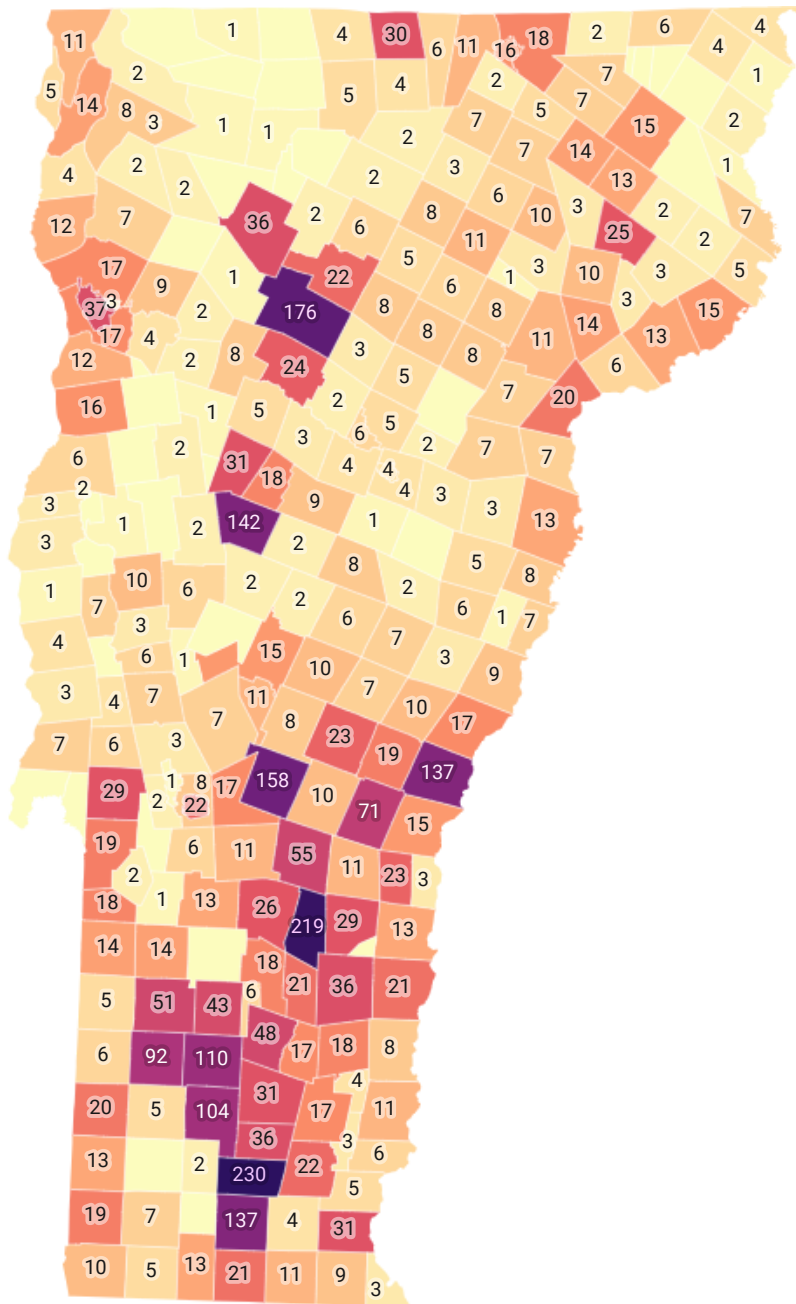 11 1 4 30 6 11 16 18 2 6 4 4
5 14 2 8 3 5 4 2 5 7 7 1
1 1 2 7 7 14 15 2
4 2 2 2 3 6 13 1
12 7 36 2 6 8 11 10 3 25 2 2 7
17 9 1 22 5 6 1 3 10 3 3 5
37 3 2 176 8 8 8 11 14 13 15
17 4 2 8 24 3 5 8 6
12
16 1 5 2 7 20
6 2 3 6 5 2 7 7
2 3 31 18 4 4 4 3 3 13
3 1 2 142 9 1
2 8 5 8
1 10 6 2 2 2 6 1 7
7 3 6 7
4 6 1 15 10 3 9
3 4 7 11 7 10 17
7 8 23 19
7 6 3 137
29 1 2 8 22 17 158 10 71 15
19 6 11 55 11 23 3
2
18 1 13 26 219 29 13
14 14 18
5 51 43 6 21 36 21
6 92 110 48 17 18 8
20 5 104 31 17 4 11
36 3 6
13 2 230 22 5
19 7 137 4 31
10 5 13 21 11 9 3